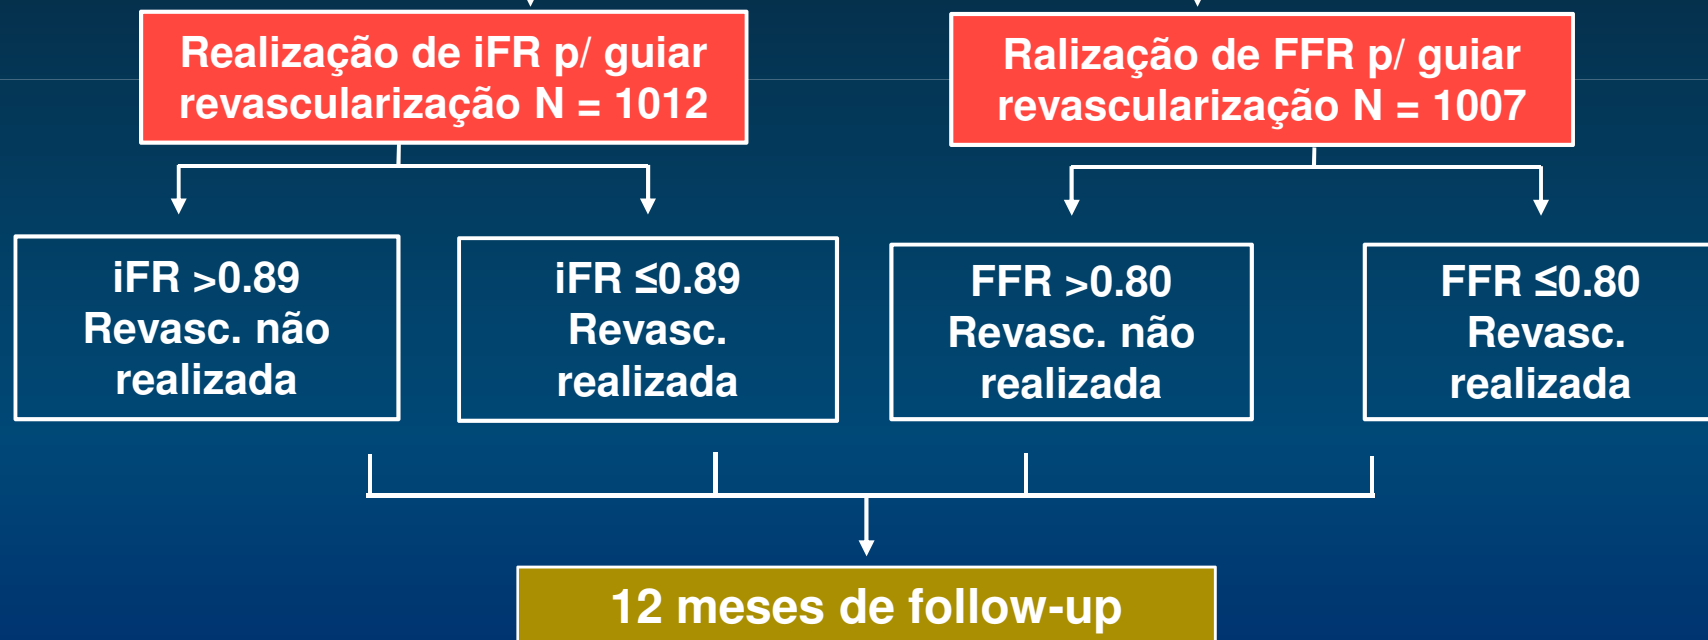 Realização de iFR p/ guiar
revascularização N = 1012
Ralização de FFR p/ guiar
revascularização N = 1007
iFR >0.89
Revasc. não
realizada
iFR ≤0.89
Revasc.
realizada
FFR >0.80
Revasc. não
realizada
FFR ≤0.80
Revasc.
realizada
12 meses de follow-up